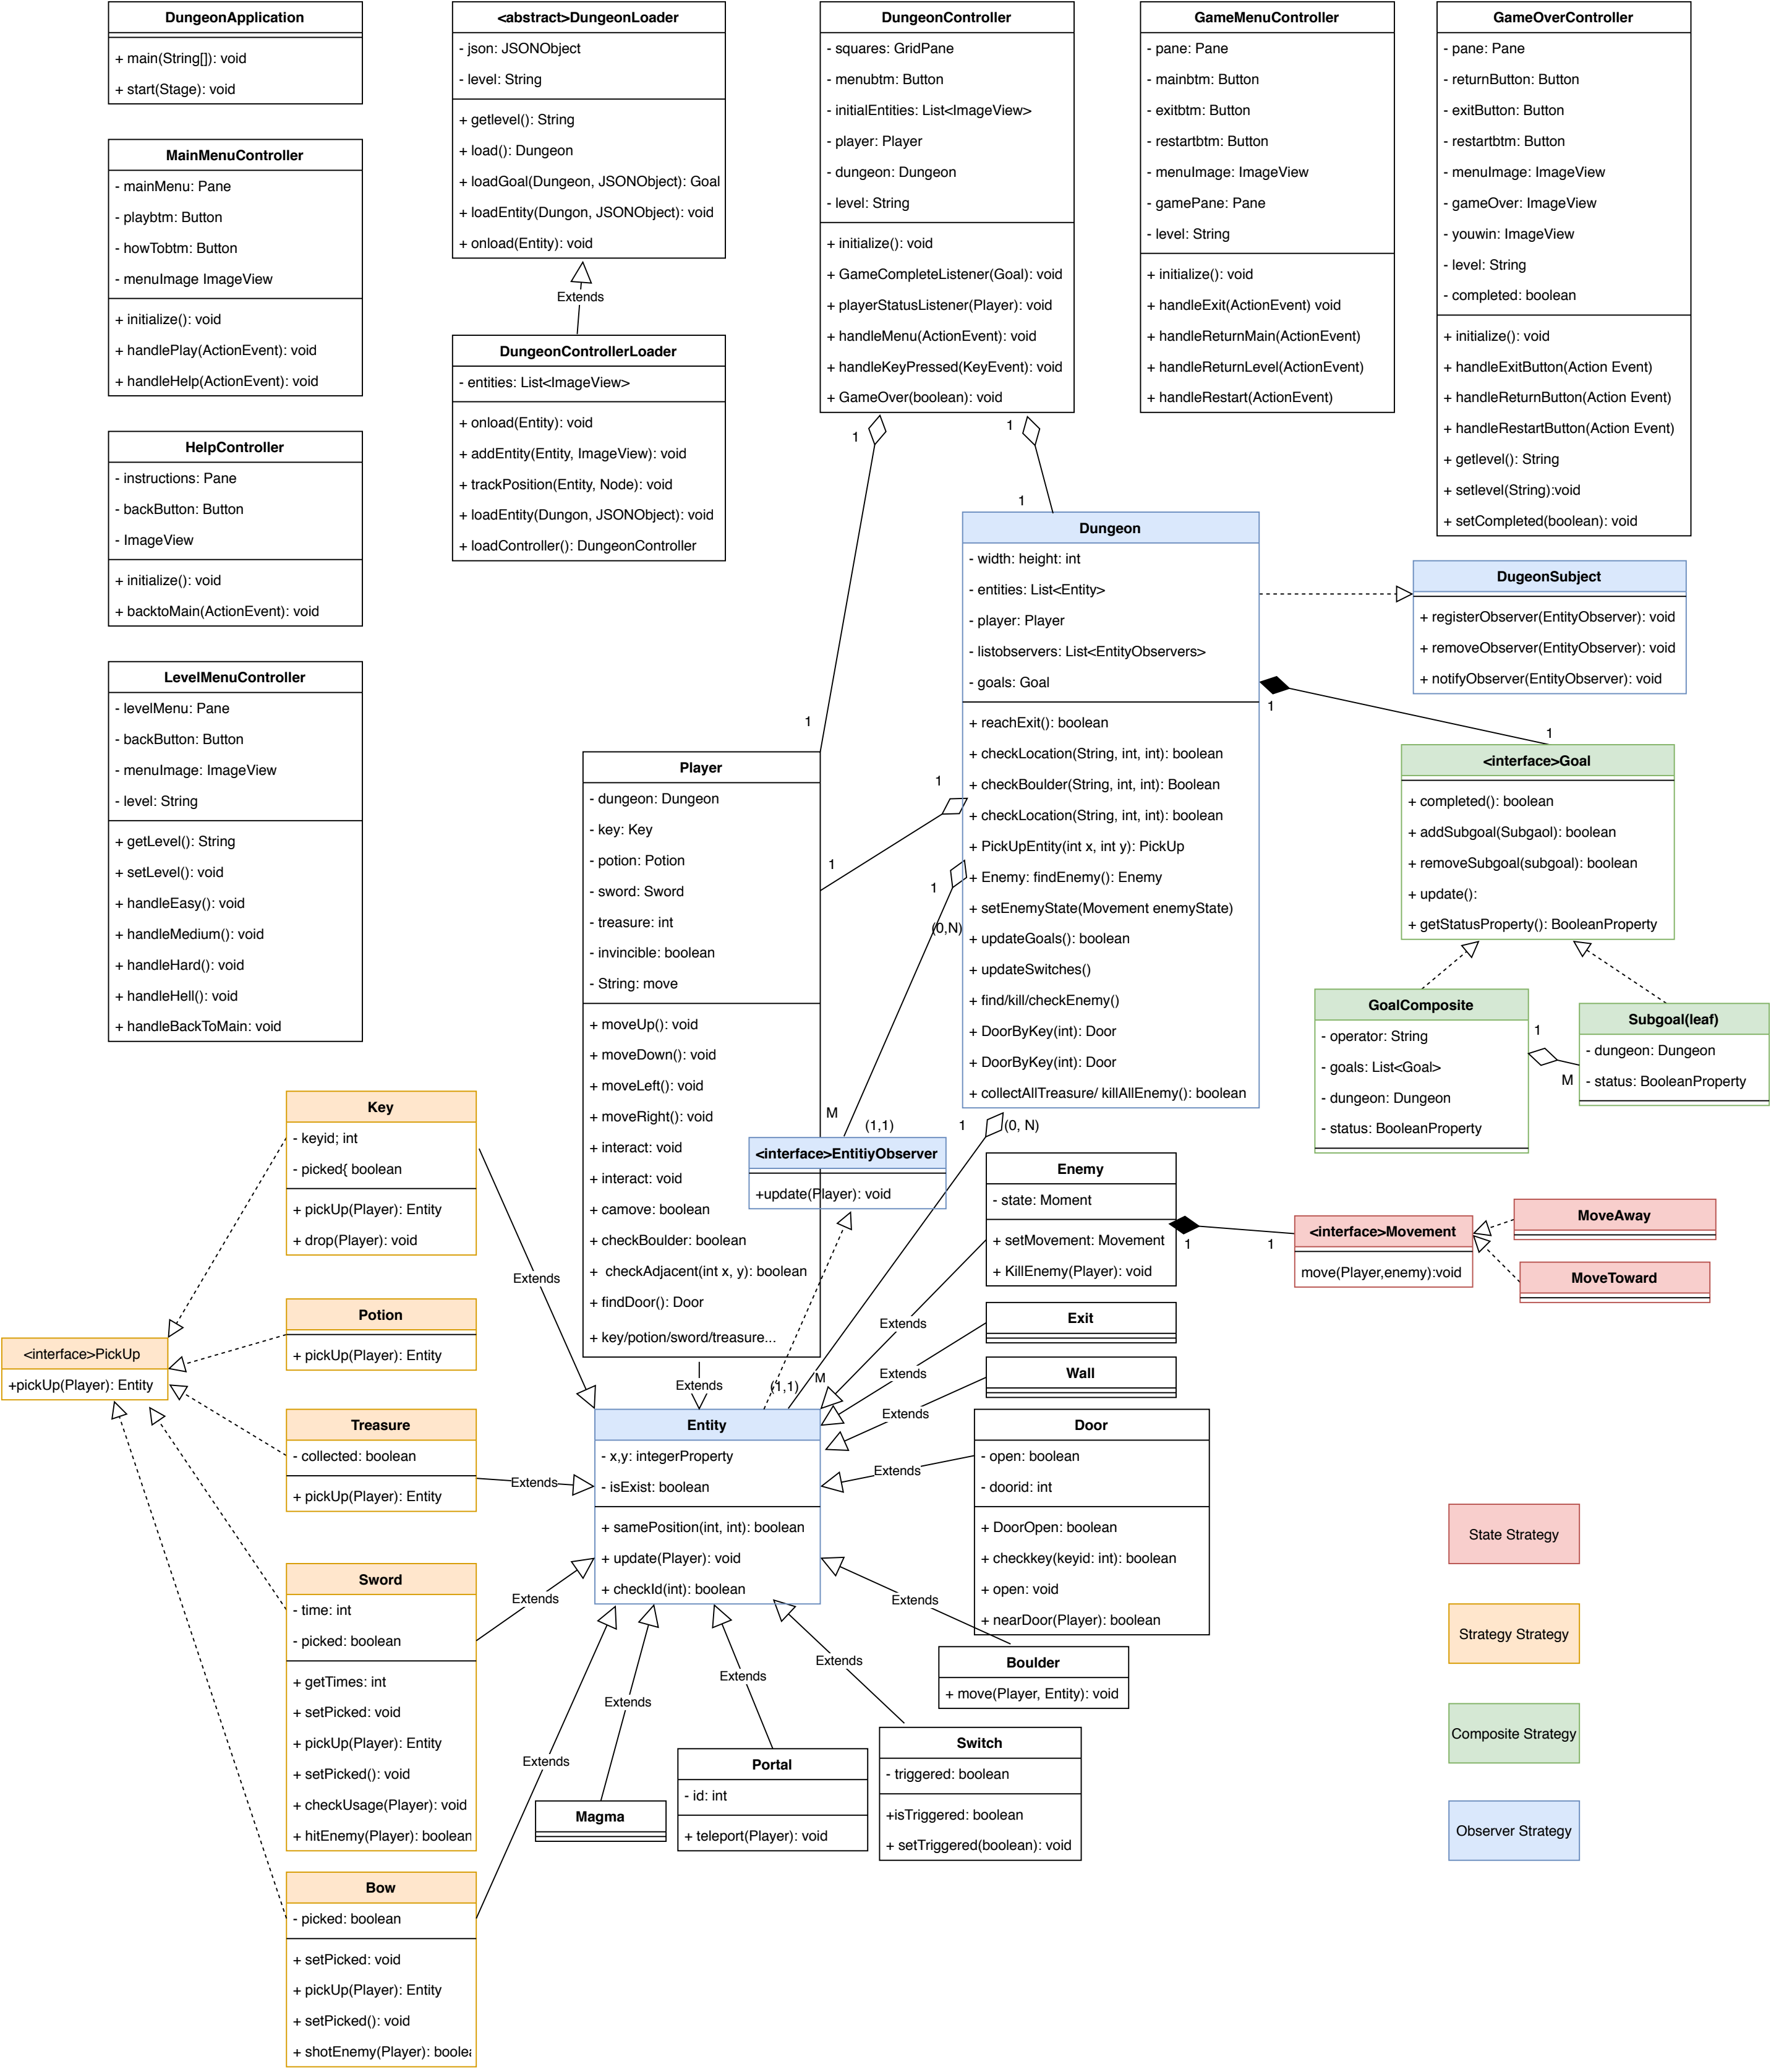 DungeonApplication
+ main(String[]): void
+ start(Stage): void
MainMenuController
- mainMenu: Pane
- playbtm: Button
- howTobtm: Button
- menuImage ImageView
+ initialize(): void
+ handlePlay(ActionEvent): void
+ handleHelp(ActionEvent): void
HelpController
- instructions: Pane
- backButton: Button
- ImageView
+ initialize(): void
+ backtoMain(ActionEvent): void
LevelMenuController
- levelMenu: Pane
- backButton: Button
- menuImage: ImageView
- level: String
+ getLevel(): String
+ setLevel(): void
+ handleEasy(): void
+ handleMedium(): void
+ handleHard(): void
+ handleHell(): void
+ handleBackToMain: void
<abstract>DungeonLoader
- json: JSONObject
- level: String
+ getlevel(): String
+ load(): Dungeon
+ loadGoal(Dungeon, JSONObject): Goal
+ loadEntity(Dungon, JSONObject): void
+ onload(Entity): void
Extends
DungeonControllerLoader
- entities: List<ImageView>
+ onload(Entity): void
+ addEntity(Entity, ImageView): void
+ trackPosition(Entity, Node): void
+ loadEntity(Dungon, JSONObject): void
+ loadController(): DungeonController
DungeonController
- squares: GridPane
- menubtm: Button
- initialEntities: List<ImageView>
- player: Player
- dungeon: Dungeon
- level: String
+ initialize(): void
+ GameCompleteListener(Goal): void
+ playerStatusListener(Player): void
+ handleMenu(ActionEvent): void
+ handleKeyPressed(KeyEvent): void
+ GameOver(boolean): void
1
1
1
1
GameMenuController
- pane: Pane
- mainbtm: Button
- exitbtm: Button
- restartbtm: Button
- menuImage: ImageView
- gamePane: Pane
- level: String
+ initialize(): void
+ handleExit(ActionEvent) void
+ handleReturnMain(ActionEvent)
+ handleReturnLevel(ActionEvent)
+ handleRestart(ActionEvent)
GameOverController
- pane: Pane
- returnButton: Button
- exitButton: Button
- restartbtm: Button
- menuImage: ImageView
- gameOver: ImageView
- youwin: ImageView
- level: String
- completed: boolean
+ initialize(): void
+ handleExitButton(Action Event)
+ handleReturnButton(Action Event)
+ handleRestartButton(Action Event)
+ getlevel(): String
+ setlevel(String):void
+ setCompleted(boolean): void
Dungeon
- width: height: int
- entities: List<Entity>
- player: Player
- listobservers: List<EntityObservers>
- goals: Goal
+ reachExit(): boolean
+ checkLocation(String, int, int): boolean
+ checkBoulder(String, int, int): Boolean
+ checkLocation(String, int, int): boolean
+ PickUpEntity(int x, int y): PickUp
+ Enemy: findEnemy(): Enemy
+ setEnemyState(Movement enemyState)
+ updateGoals(): boolean
+ updateSwitches()
+ find/kill/checkEnemy()
+ DoorByKey(int): Door
+ DoorByKey(int): Door
+ collectAllTreasure/ killAllEnemy(): boolean
DugeonSubject
+ registerObserver(EntityObserver): void
+ removeObserver(EntityObserver): void
+ notifyObserver(EntityObserver): void
1
1
<interface>Goal
+ completed(): boolean
+ addSubgoal(Subgaol): boolean
+ removeSubgoal(subgoal): boolean
+ update():
+ getStatusProperty(): BooleanProperty
GoalComposite
- operator: String
- goals: List<Goal>
- dungeon: Dungeon
- status: BooleanProperty
1
M
Subgoal(leaf)
- dungeon: Dungeon
- status: BooleanProperty
Player
- dungeon: Dungeon
- key: Key
- potion: Potion
- sword: Sword
- treasure: int
- invincible: boolean
- String: move
+ moveUp(): void
+ moveDown(): void
+ moveLeft(): void
+ moveRight(): void
+ interact: void
+ interact: void
+ camove: boolean
+ checkBoulder: boolean
+ checkAdjacent(int x, y): boolean
+ findDoor(): Door
+ key/potion/sword/treasure...
Extends
1
1
1
(0,N)
M
(1,1)
<interface>EntitiyObserver
+update(Player): void
1
(0, N)
(1,1)
M
Enemy
- state: Moment
+ setMovement: Movement
+ KillEnemy(Player): void
Extends
1
1
<interface>Movement
move(Player,enemy):void
MoveAway
MoveToward
Exit
Extends
Wall
Extends
Key
- keyid; int
- picked{ boolean
+ pickUp(Player): Entity
+ drop(Player): void
Extends
Potion
+ pickUp(Player): Entity
<interface>PickUp
+pickUp(Player): Entity
Treasure
- collected: boolean
+ pickUp(Player): Entity
Extends
Sword
- time: int
- picked: boolean
+ getTimes: int
+ setPicked: void
+ pickUp(Player): Entity
+ setPicked(): void
+ checkUsage(Player): void
+ hitEnemy(Player): boolean
Extends
Bow
- picked: boolean
+ setPicked: void
+ pickUp(Player): Entity
+ setPicked(): void
+ shotEnemy(Player): boole
Extends
Entity
- x,y: integerProperty
- isExist: boolean
+ samePosition(int, int): boolean
+ update(Player): void
+ checkId(int): boolean
Door
- open: boolean
- doorid: int
+ DoorOpen: boolean
+ checkkey(keyid: int): boolean
+ open: void
+ nearDoor(Player): boolean
Extends
Boulder
+ move(Player, Entity): void
Extends
Switch
- triggered: boolean
+isTriggered: boolean
+ setTriggered(boolean): void
Extends
Portal
- id: int
+ teleport(Player): void
Extends
Magma
Extends
State Strategy
Strategy Strategy
Composite Strategy
Observer Strategy